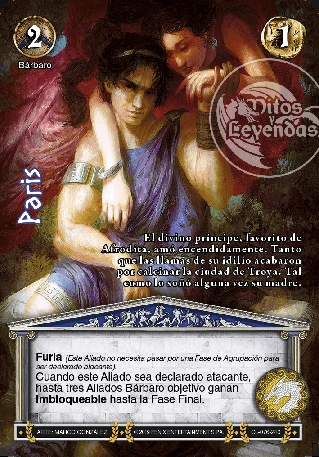 2
1
Bárbaro
Mitos y
Leyendas
Paris
El divino príncipe, favorito de
Afrodita, amó encendidamente. Tanto
que las llamas de su idilio acabaron
por calcinar la ciudad de Troya. Tal
como lo soñó alguna vez su madre.
Furia (Este Aliado no necesita pasar por una Fase de Agrupación para
ser declarado atacante).
Cuando este Aliado sea declarado atacante,
hasta tres Aliados Bárbaro objetivo ganan
Imbloqueable hasta la Fase Final.
ARTE: MARCO GONZALEZ